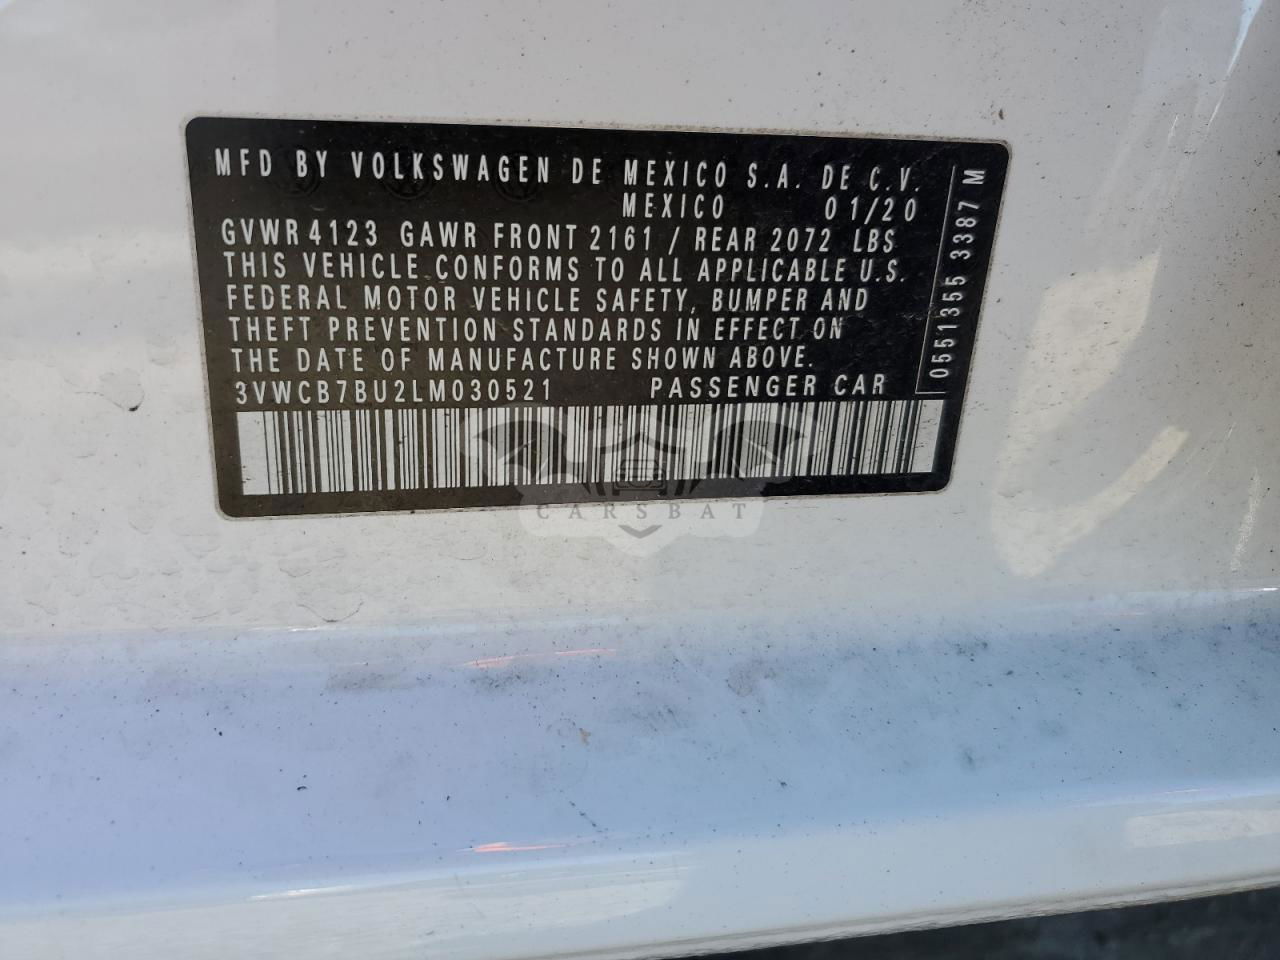 MFD BY VOLKSWAGEN DE MEXICO S.A. DE C.V.
MEXICO 01/20
GVWR 4123 GAWR FRONT 2161 / REAR 2072 LBS
THIS VEHICLE CONFORMS TO ALL APPLICABLE U.S.
FEDERAL MOTOR VEHICLE SAFETY, BUMPER AND
THEFT PREVENTION STANDARDS IN EFFECT ON
THE DATE OF MANUFACTURE SHOWN ABOVE.
3VWCB7BU2LM030521 PASSENGER CAR
0551355 3387 M
CARSBAT